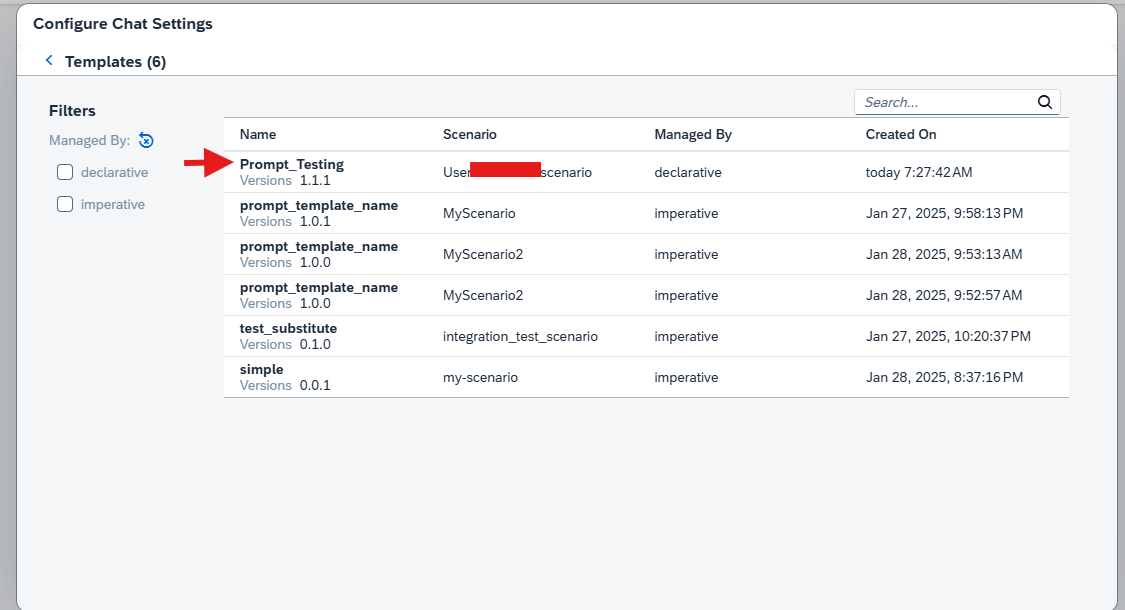 Configure Chat Settings
Templates (6)
Filters
Managed By:
declarative
imperative
Search...
Name Scenario Managed By Created On
Prompt_Testing
Versions 1.1.1
User scenario declarative today 7:27:42 AM
prompt_template_name
Versions 1.0.1
MyScenario imperative Jan 27, 2025, 9:58:13 PM
prompt_template_name
Versions 1.0.0
MyScenario2 imperative Jan 28, 2025, 9:53:13 AM
prompt_template_name
Versions 1.0.0
MyScenario2 imperative Jan 28, 2025, 9:52:57 AM
test_substitute
Versions 0.1.0
integration_test_scenario imperative Jan 27, 2025, 10:20:37 PM
simple
Versions 0.0.1
my-scenario imperative Jan 28, 2025, 8:37:16 PM